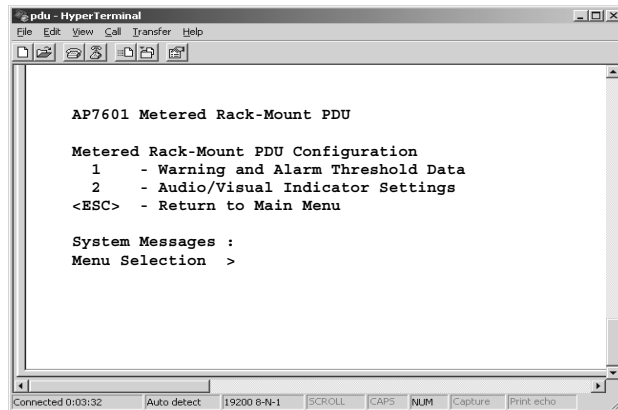 pdu - HyperTerminal
File Edit View Call Transfer Help
AP7601 Metered Rack-Mount PDU
Metered Rack-Mount PDU Configuration
1 - Warning and Alarm Threshold Data
2 - Audio/Visual Indicator Settings
<ESC> - Return to Main Menu
System Messages :
Menu Selection >
Connected 0:03:32 Auto detect 19200 8-N-1 SCROLL CAPS NUM Capture Print echo